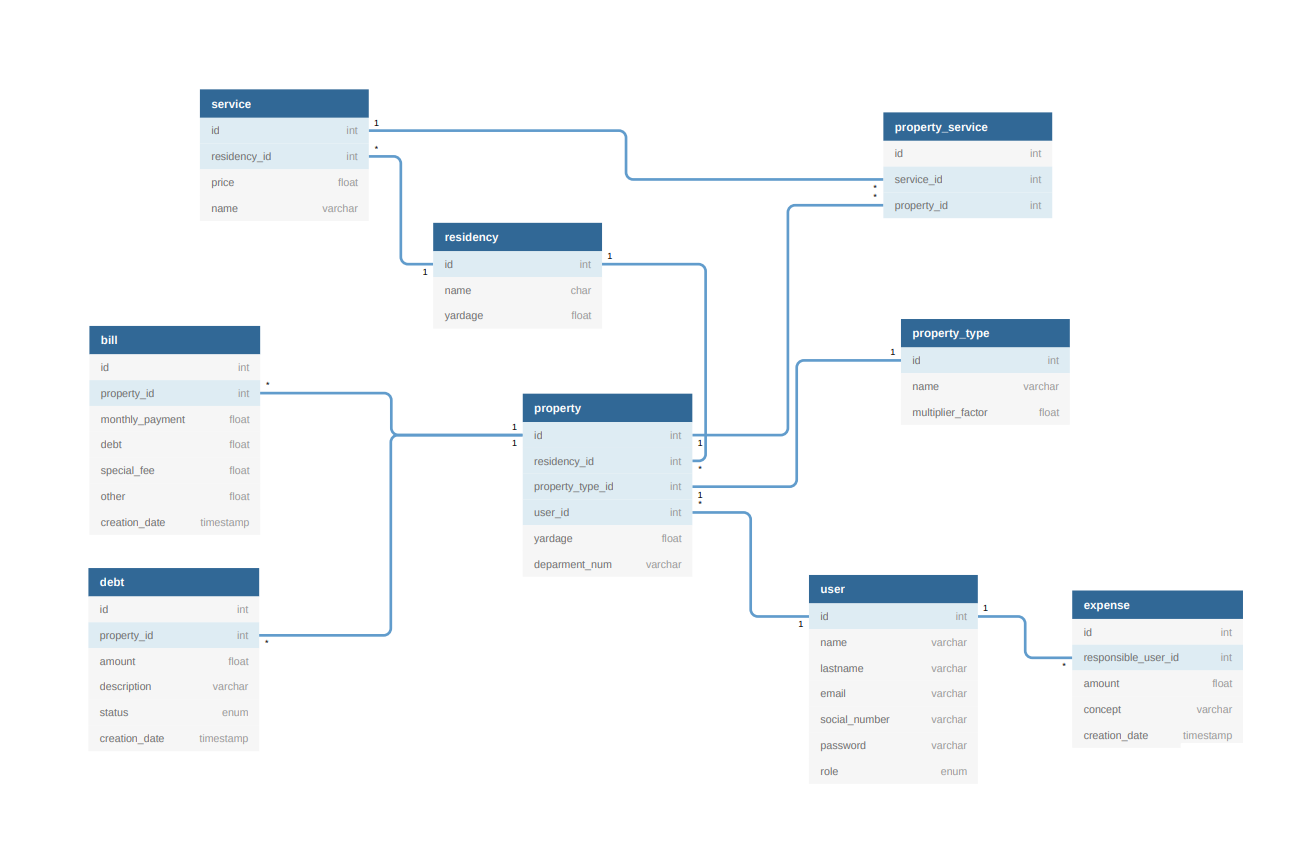 service
id int
residency_id int
price float
name varchar
1
*
property_service
id int
service_id int
property_id int
*
*
residency
id int
name char
yardage float
1
1
bill
id int
property_id int
monthly_payment float
debt float
special_fee float
other float
creation_date timestamp
*
property_type
id int
name varchar
multiplier_factor float
1
property
id int
residency_id int
property_type_id int
user_id int
yardage float
deparment_num varchar
1
1
1
*
1
*
debt
id int
property_id int
amount float
description varchar
status enum
creation_date timestamp
*
user
id int
name varchar
lastname varchar
email varchar
social_number varchar
password varchar
role enum
1
1
expense
id int
responsible_user_id int
amount float
concept varchar
creation_date timestamp
*